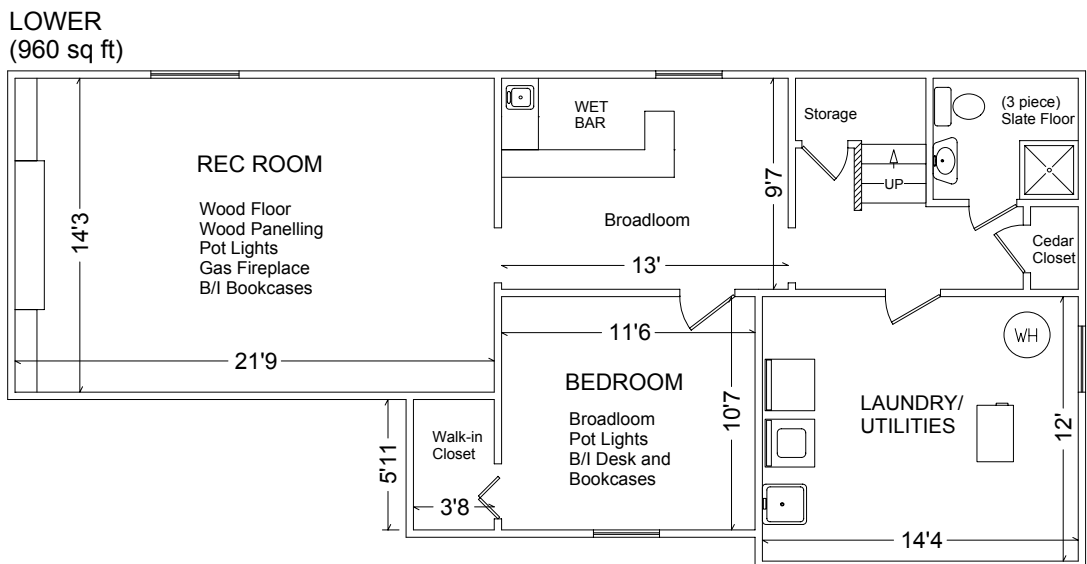 LOWER
(960 sq ft)
REC ROOM
Wood Floor
Wood Panelling
Pot Lights
Gas Fireplace
B/I Bookcases
14'3
21'9
WET
BAR
Broadloom
9'7
13'
Storage
UP
(3 piece)
Slate Floor
Cedar
Closet
11'6
BEDROOM
Broadloom
Pot Lights
B/I Desk and
Bookcases
10'7
Walk-in
Closet
5'11
3'8
WH
LAUNDRY/
UTILITIES
12'
14'4